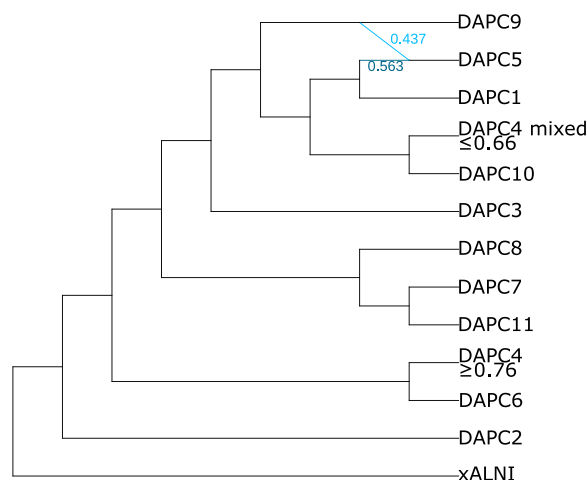 DAPC9
0.437
DAPC5
0.563
DAPC1
DAPC4 mixed
≤0.66
DAPC10
DAPC3
DAPC8
DAPC7
DAPC11
DAPC4
≥0.76
DAPC6
DAPC2
xALNI